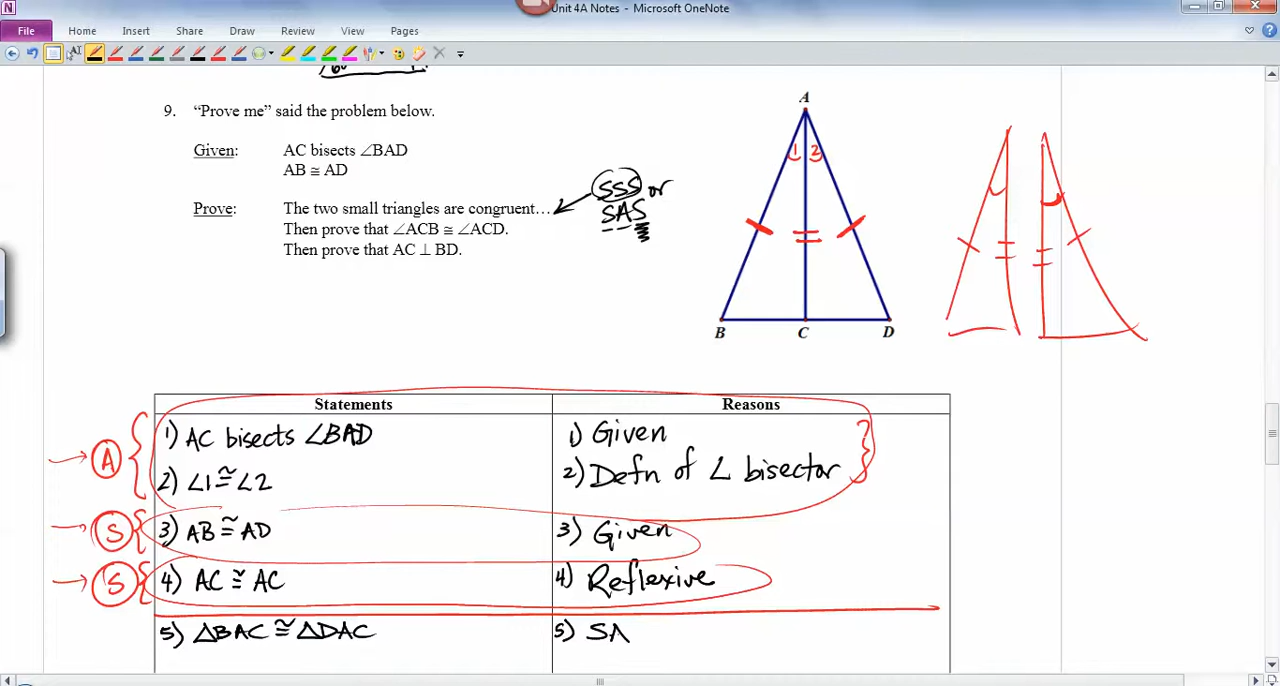 Unit 4A Notes - Microsoft OneNote
File Home Insert Share Draw Review View Pages
9. "Prove me" said the problem below.
Given: AC bisects ∠BAD
AB ≅ AD
Prove: The two small triangles are congruent…
Then prove that ∠ACB ≅ ∠ACD.
Then prove that AC ⊥ BD.
SSS or
SAS
A
1 2
B C D
Statements Reasons
A 1) AC bisects ∠BAD 1) Given
2) ∠1 ≅ ∠2 2) Defn of ∠ bisector
S 3) AB ≅ AD 3) Given
S 4) AC ≅ AC 4) Reflexive
5) △BAC ≅ △DAC 5) SA